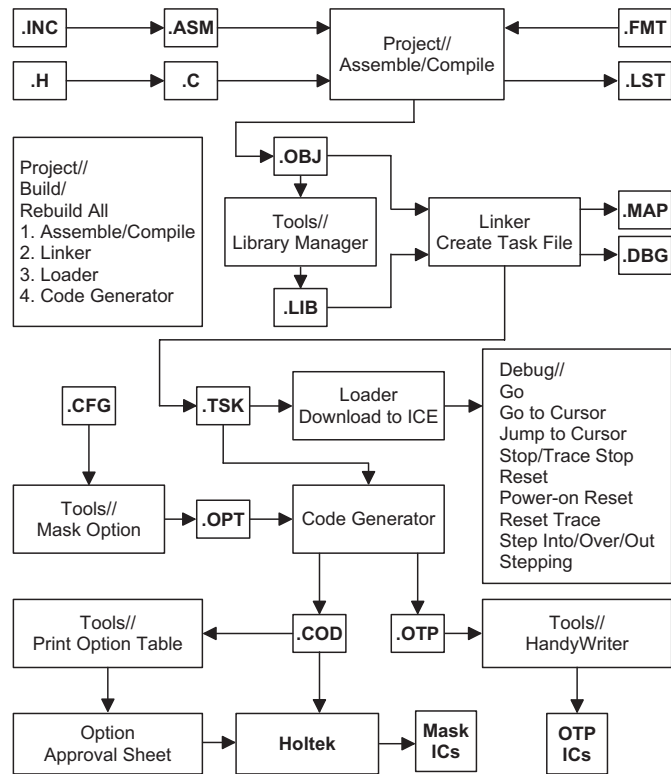 .INC
.ASM
Project//
Assemble/Compile
.FMT
.H
.C
.LST
.OBJ
Project//
Build/
Rebuild All
1. Assemble/Compile
2. Linker
3. Loader
4. Code Generator
Tools//
Library Manager
Linker
Create Task File
.MAP
.DBG
.LIB
.CFG
.TSK
Loader
Download to ICE
Debug//
Go
Go to Cursor
Jump to Cursor
Stop/Trace Stop
Reset
Power-on Reset
Reset Trace
Step Into/Over/Out
Stepping
Tools//
Mask Option
.OPT
Code Generator
Tools//
Print Option Table
.COD
.OTP
Tools//
HandyWriter
Option
Approval Sheet
Holtek
Mask
ICs
OTP
ICs